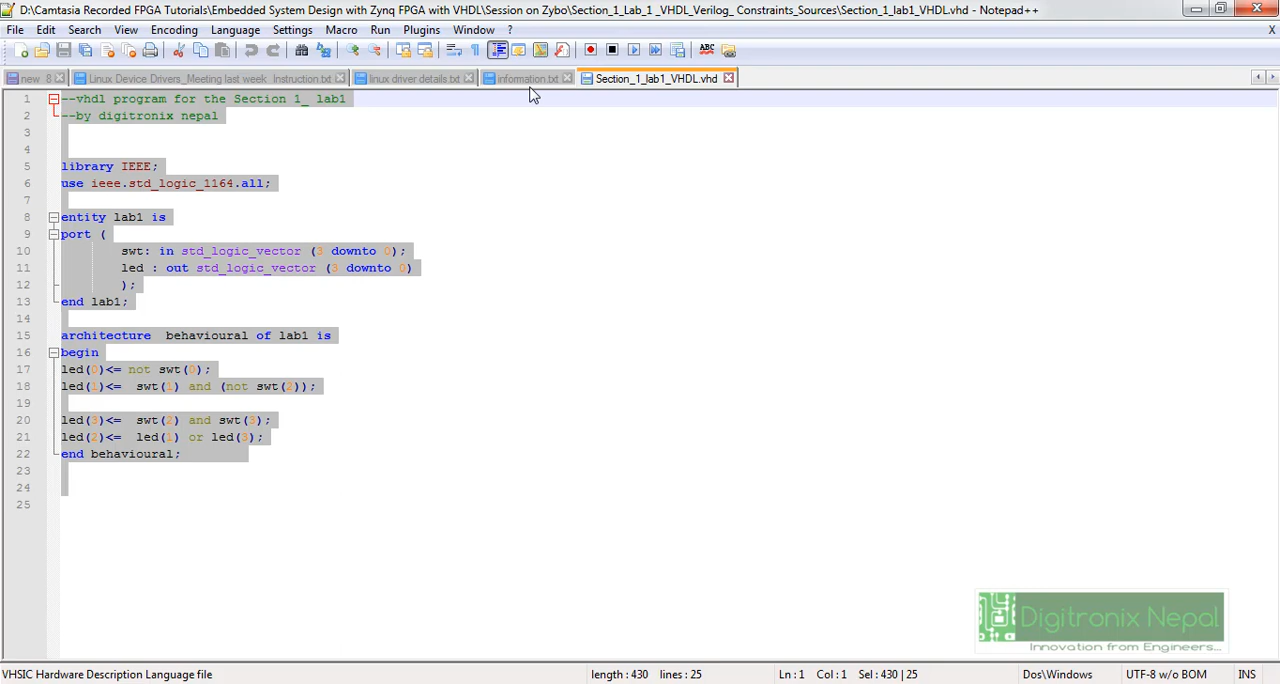 D:\Camtasia Recorded FPGA Tutorials\Embedded System Design with Zynq FPGA with VHDL\Session on Zybo\Section_1_Lab_1 _VHDL_Verilog_ Constraints_Sources\Section_1_lab1_VHDL.vhd - Notepad++
File Edit Search View Encoding Language Settings Macro Run Plugins Window ? X
ABC
new 8 Linux Device Drivers_Meeting last week Instruction.txt linux driver details.txt information.txt Section_1_lab1_VHDL.vhd
1 --vhdl program for the Section 1_ lab1
2 --by digitronix nepal
3
4
5 library IEEE;
6 use ieee.std_logic_1164.all;
7
8 entity lab1 is
9 port (
10 swt: in std_logic_vector (3 downto 0);
11 led : out std_logic_vector (3 downto 0)
12 );
13 end lab1;
14
15 architecture behavioural of lab1 is
16 begin
17 led(0)<= not swt(0);
18 led(1)<= swt(1) and (not swt(2));
19
20 led(3)<= swt(2) and swt(3);
21 led(2)<= led(1) or led(3);
22 end behavioural;
23
24
25
Digitronix Nepal
Innovation from Engineers...
VHSIC Hardware Description Language file length : 430 lines : 25 Ln : 1 Col : 1 Sel : 430 | 25 Dos\Windows UTF-8 w/o BOM INS